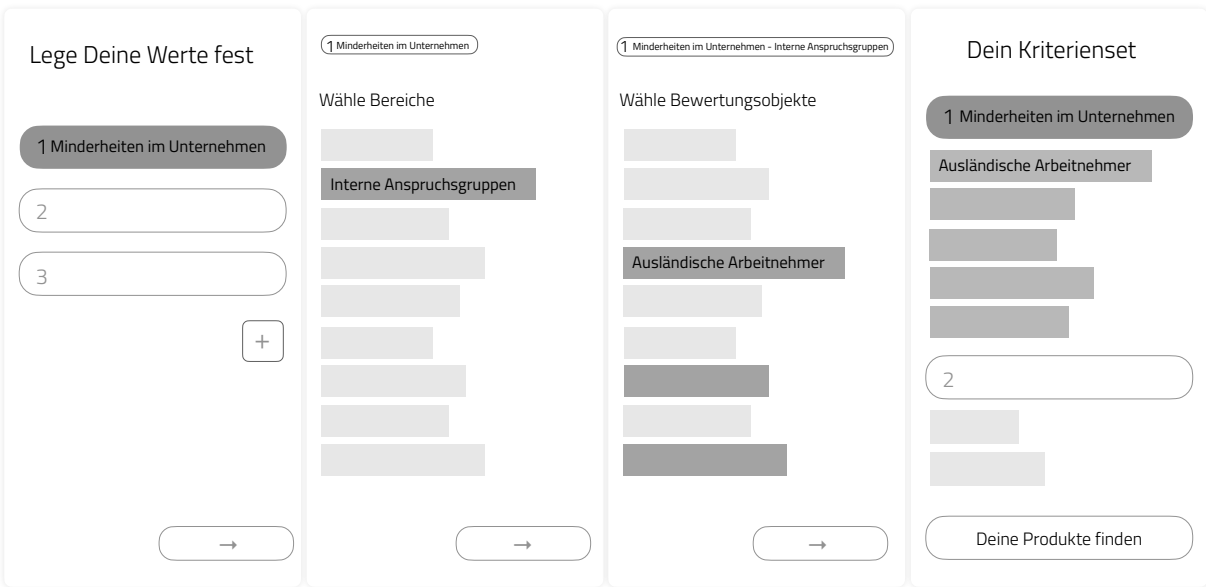 Lege Deine Werte fest
1 Minderheiten im Unternehmen
2
3
+
→
1 Minderheiten im Unternehmen
Wähle Bereiche
Interne Anspruchsgruppen
→
1 Minderheiten im Unternehmen - Interne Anspruchsgruppen
Wähle Bewertungsobjekte
Ausländische Arbeitnehmer
→
Dein Kriterienset
1 Minderheiten im Unternehmen
Ausländische Arbeitnehmer
2
Deine Produkte finden